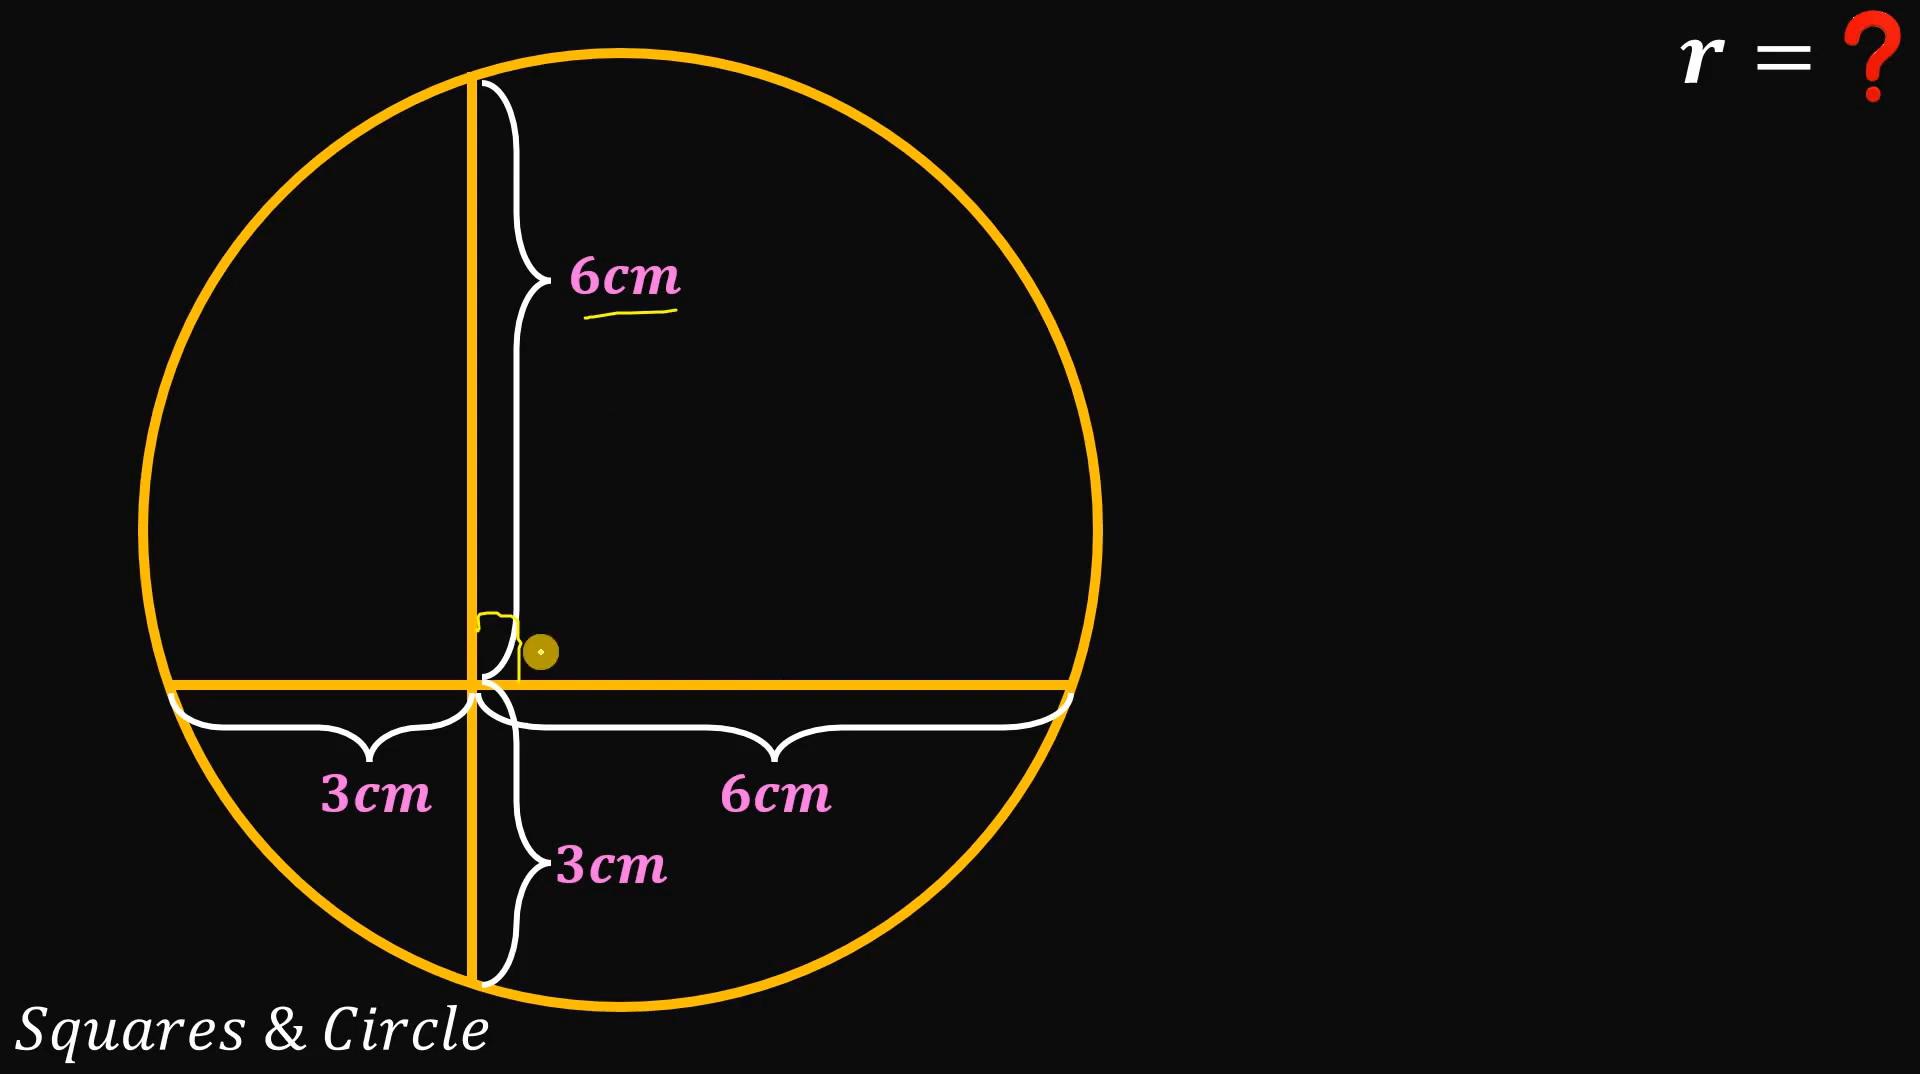 r = ❓
6cm
3cm
6cm
3cm
Squares & Circle